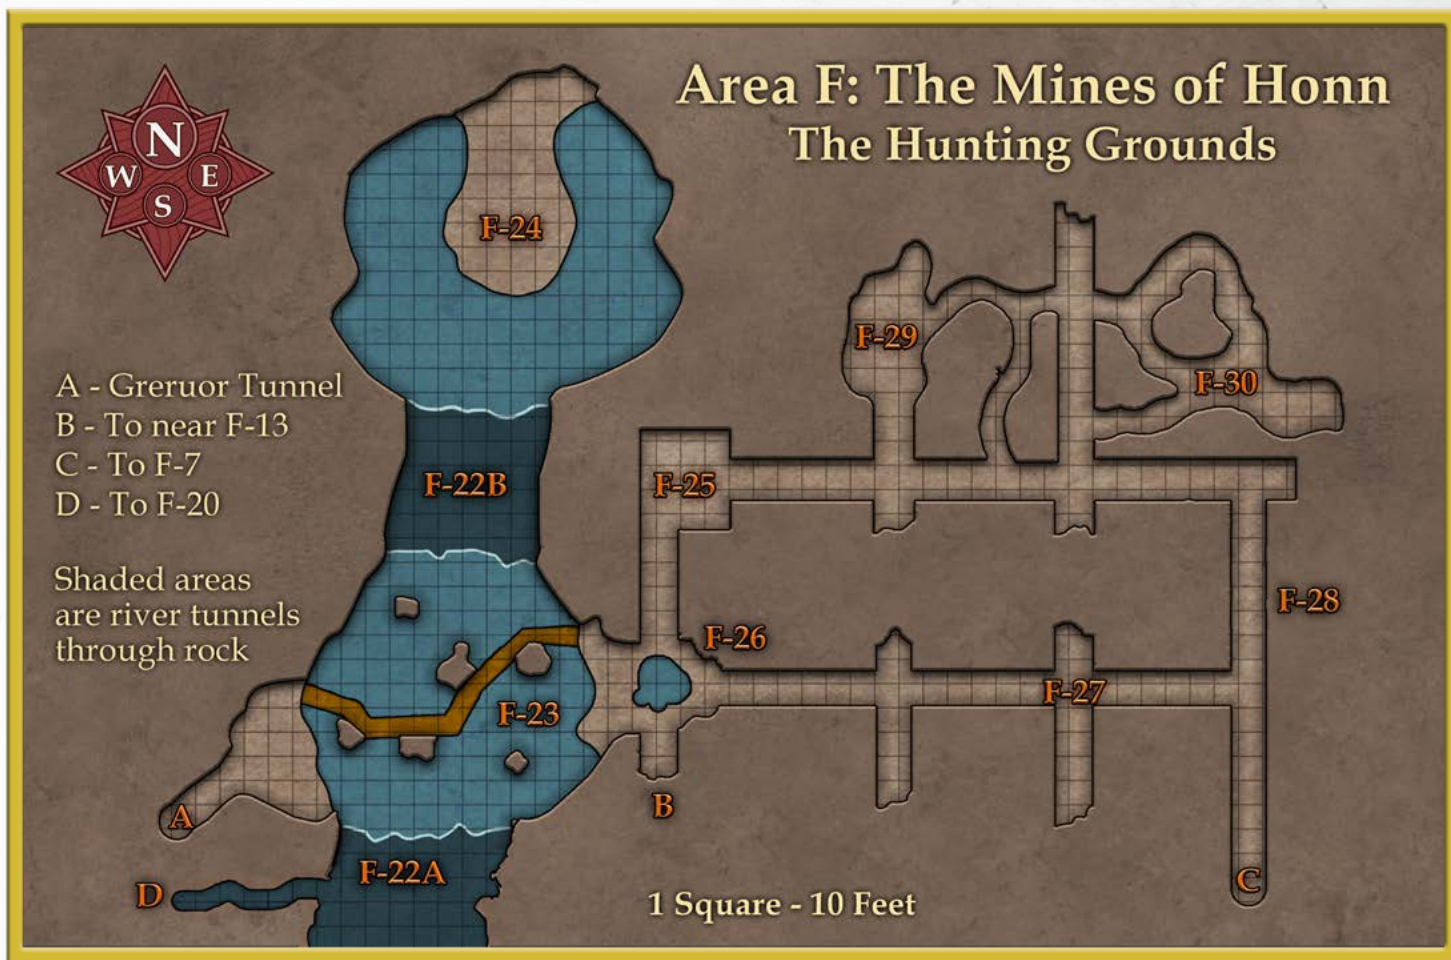 Area F: The Mines of Honn
The Hunting Grounds
N
W
E
S
A - Greruor Tunnel
B - To near F-13
C - To F-7
D - To F-20
Shaded areas
are river tunnels
through rock
F-24
F-29
F-30
F-22B
F-25
F-28
F-26
F-27
F-23
B
A
F-22A
C
D
1 Square - 10 Feet